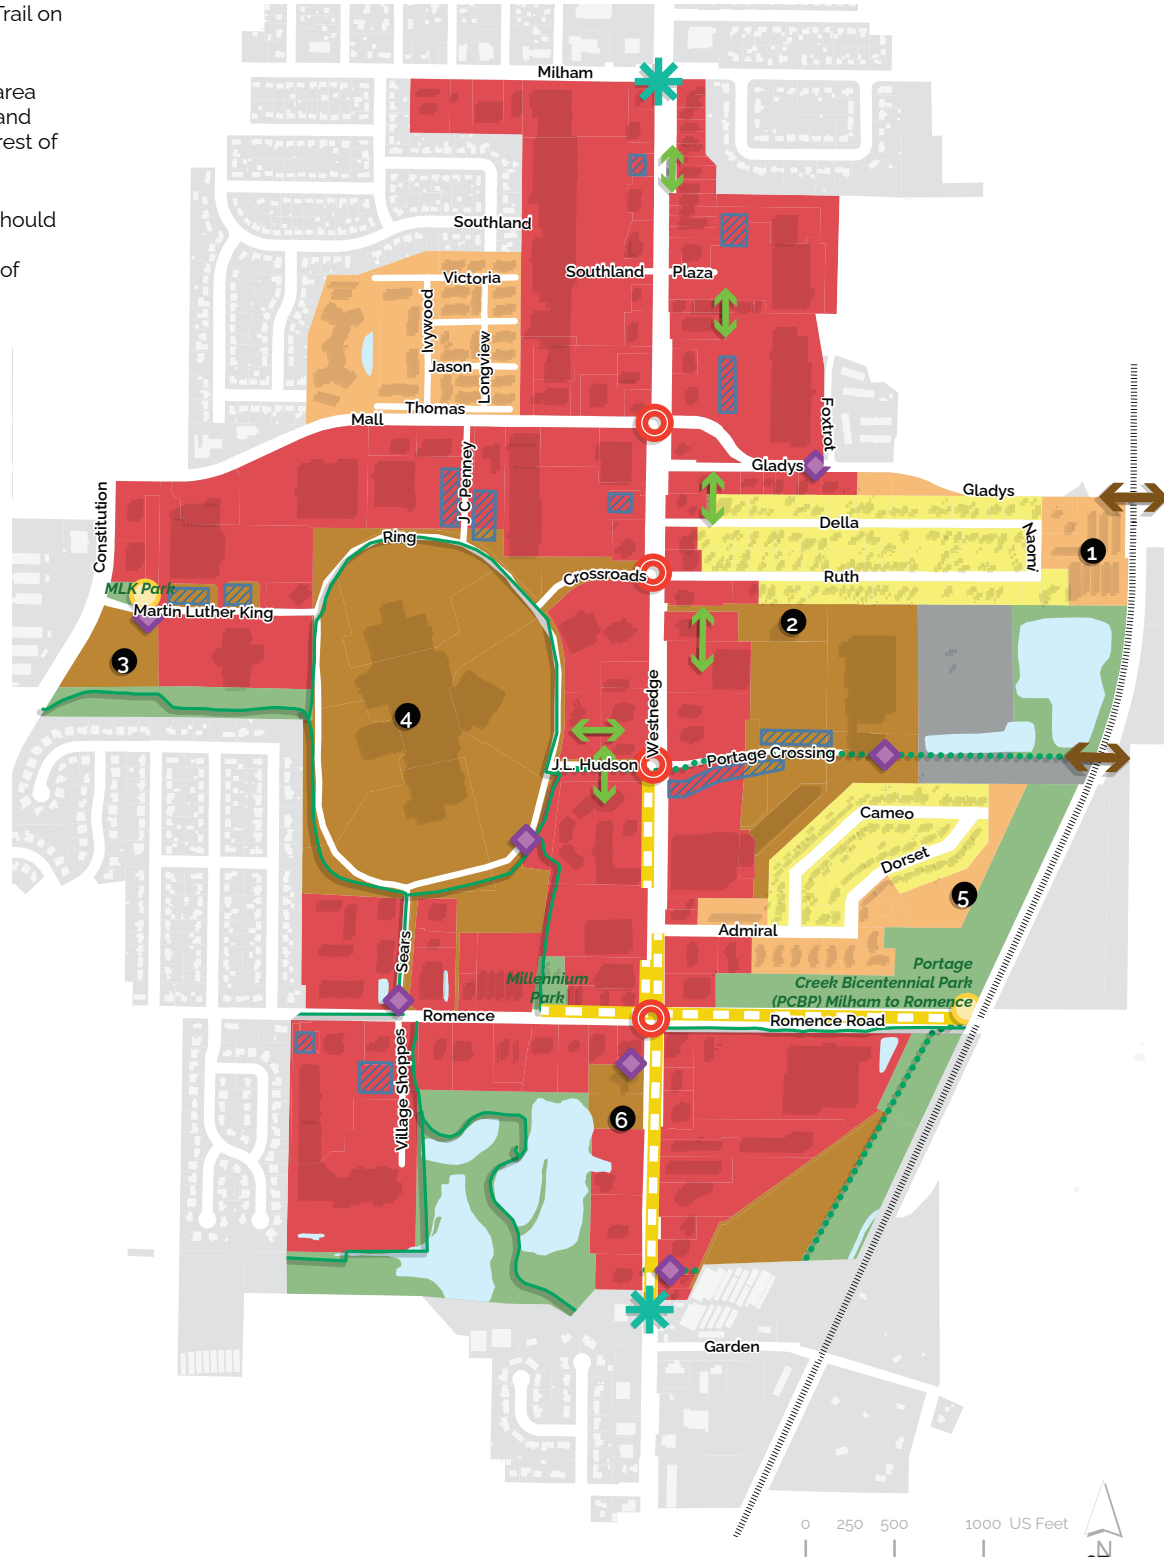 Trail on
area
and
rest of
hould
of
Milham
Southland
Southland
Plaza
Victoria
Ivywood
Longview
Jason
Thomas
Mall
J C Penney
Foxtrot
Gladys
Gladys
Constitution
Della
Naomi
Ring
1
MLK Park
Crossroads
Ruth
Martin Luther King
2
3
4
Westnedge
Portage Crossing
J.L. Hudson
Cameo
Dorset
5
Admiral
Sears
Millennium
Park
Portage
Creek Bicentennial Park
(PCBP) Milham to Romence
Romence
Romence Road
Village Shoppes
6
Garden
0 250 500 1000 US Feet
N